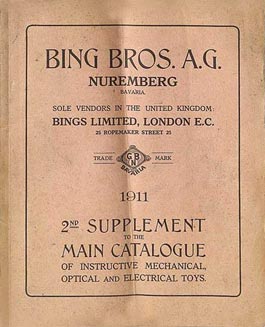 BING BROS. A.G.
NUREMBERG
BAVARIA.
SOLE VENDORS IN THE UNITED KINGDOM:
BINGS LIMITED, LONDON E.C.
25 ROPEMAKER STREET 25
TRADE MARK
GBN
BAVARIA
1911
2ND SUPPLEMENT
TO THE
MAIN CATALOGUE
OF INSTRUCTIVE MECHANICAL,
OPTICAL AND ELECTRICAL TOYS.